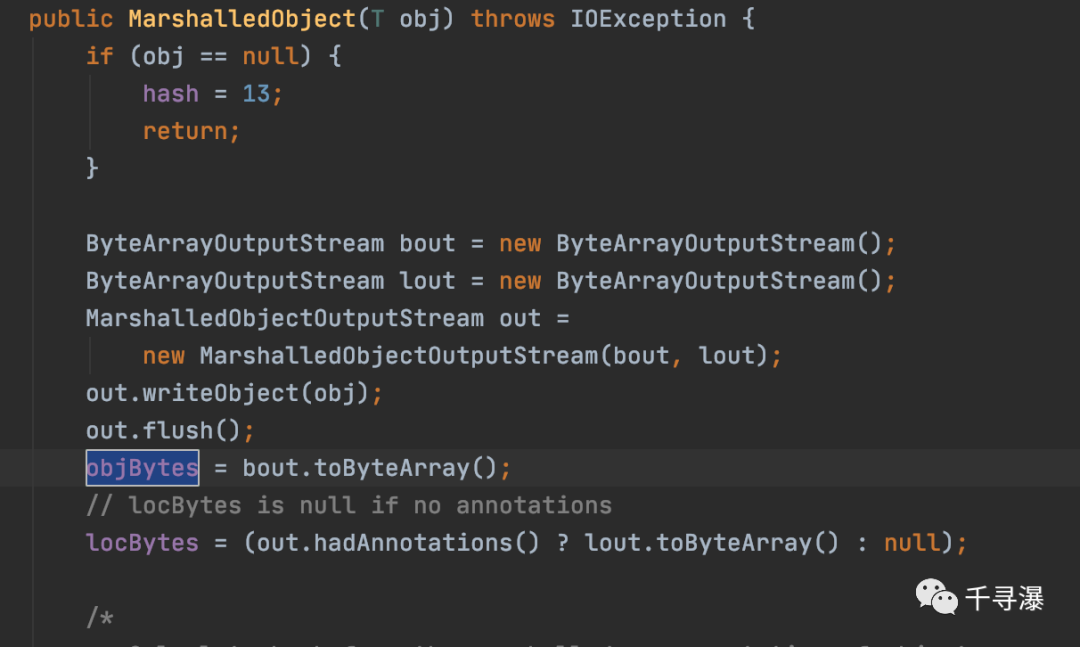 public MarshalledObject(T obj) throws IOException {
if (obj == null) {
hash = 13;
return;
}
ByteArrayOutputStream bout = new ByteArrayOutputStream();
ByteArrayOutputStream lout = new ByteArrayOutputStream();
MarshalledObjectOutputStream out =
new MarshalledObjectOutputStream(bout, lout);
out.writeObject(obj);
out.flush();
objBytes = bout.toByteArray();
// locBytes is null if no annotations
locBytes = (out.hadAnnotations() ? lout.toByteArray() : null);
/*
千寻瀑